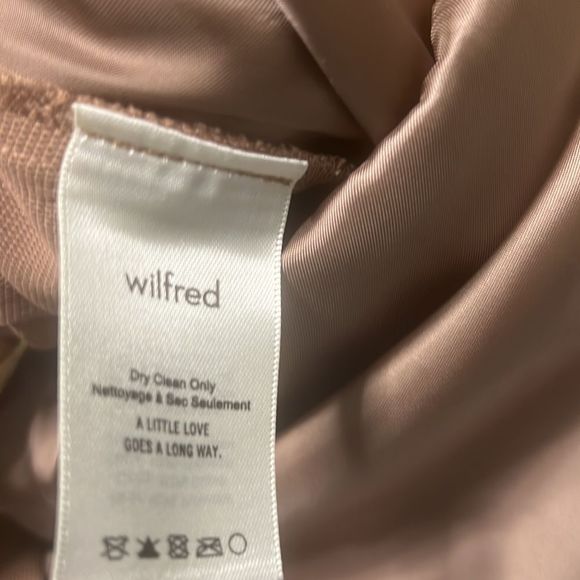 wilfred
Dry Clean Only
Nettoyage à Sec Seulement
A LITTLE LOVE
GOES A LONG WAY.